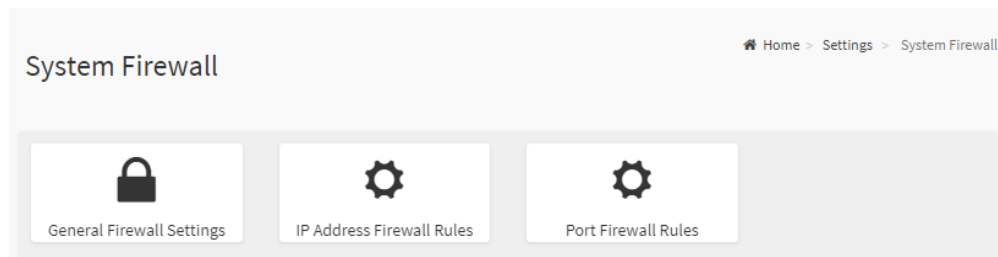 Home > Settings > System Firewall
System Firewall
General Firewall Settings
IP Address Firewall Rules
Port Firewall Rules